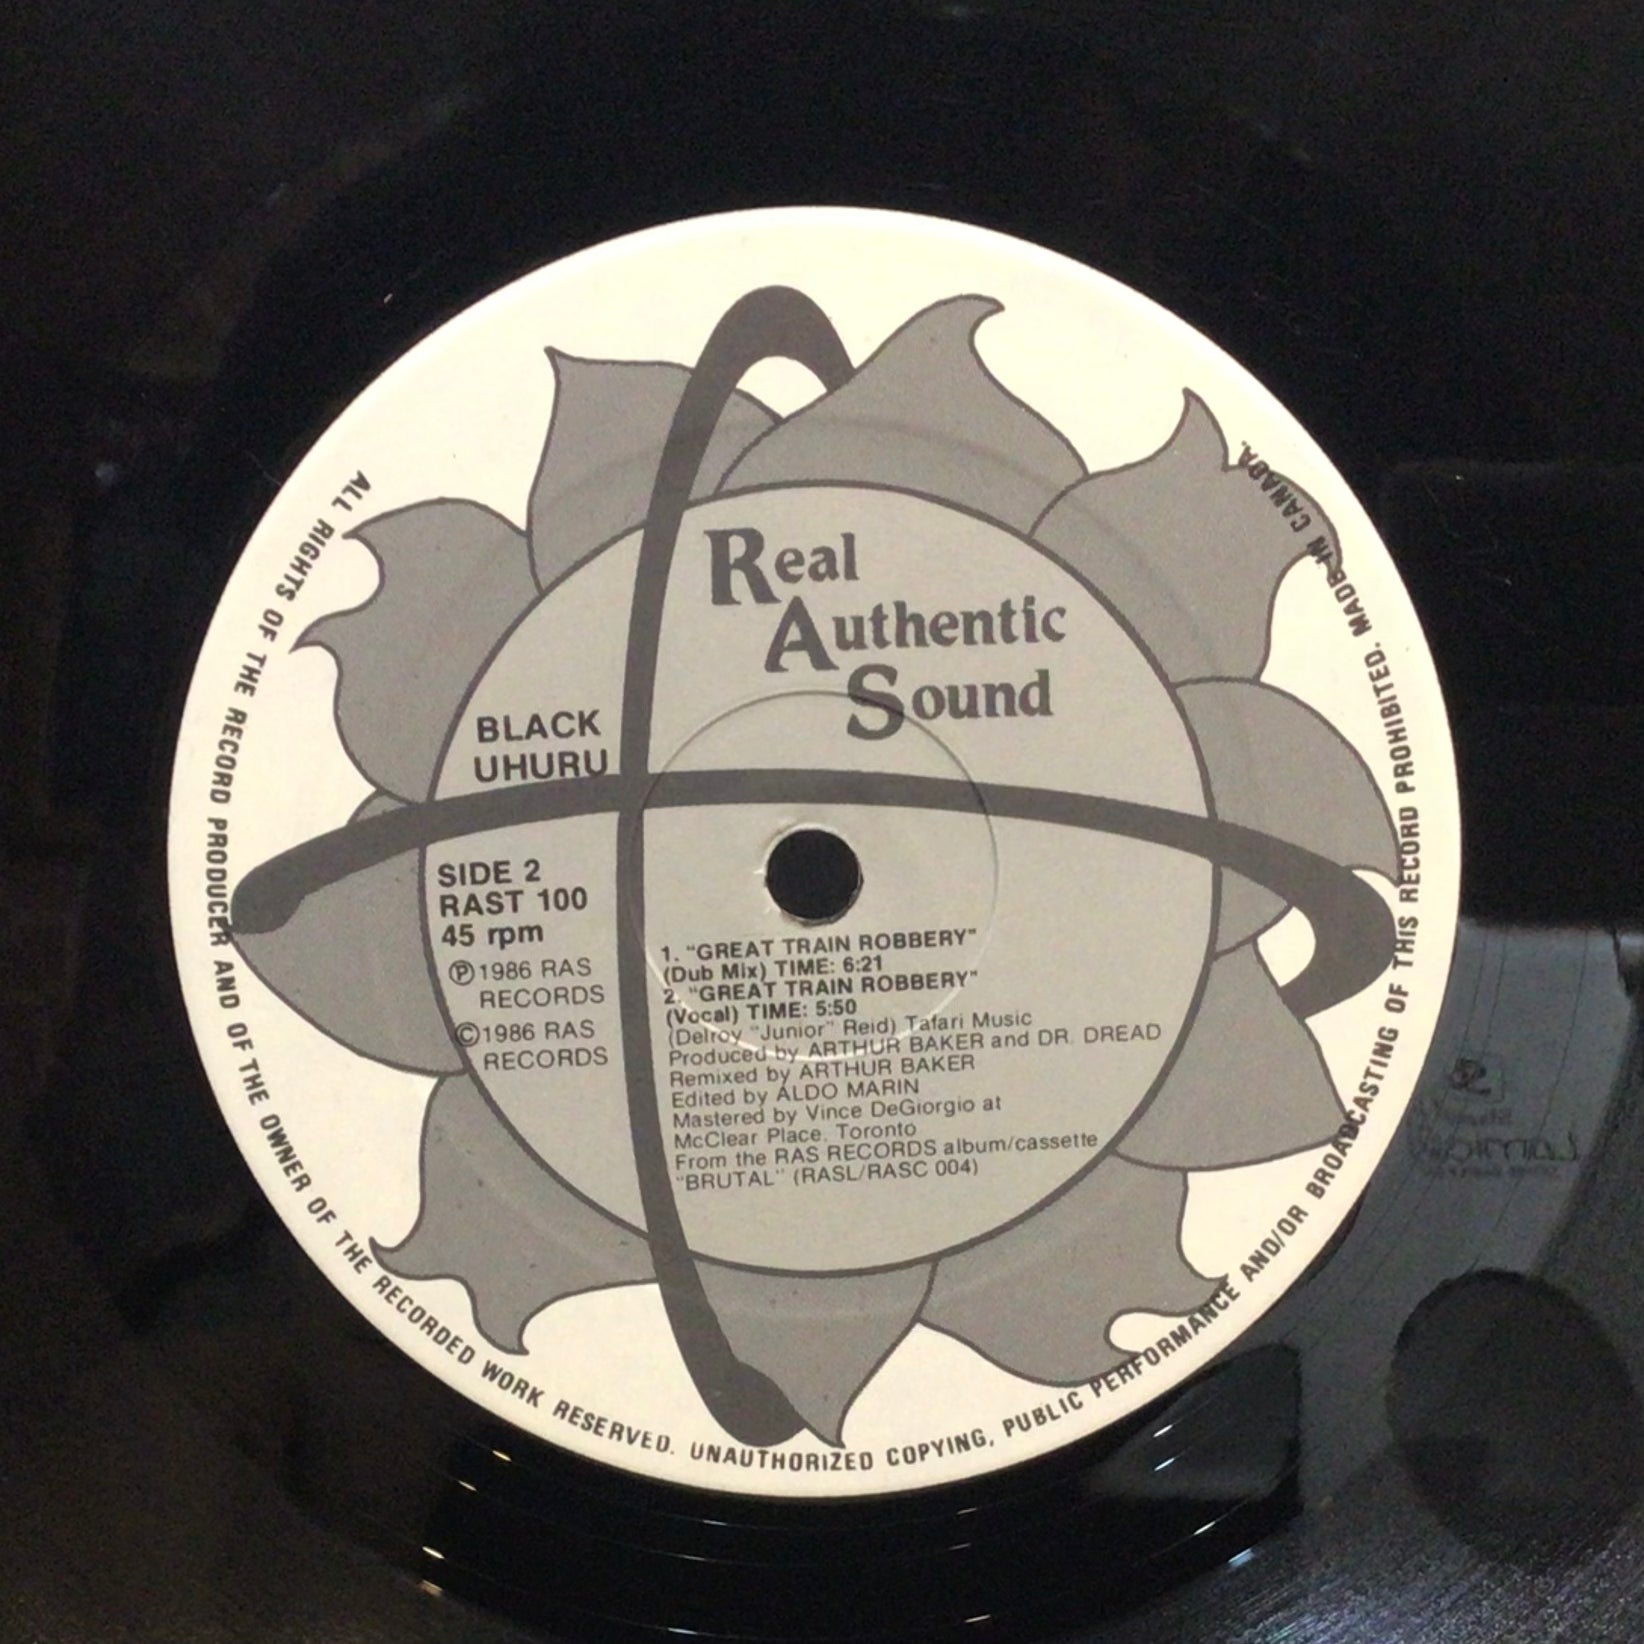 Real
Authentic
Sound
BLACK
UHURU
SIDE 2
RAST 100
45 rpm
Ⓟ1986 RAS
RECORDS
©1986 RAS
RECORDS
1. "GREAT TRAIN ROBBERY"
(Dub Mix) TIME: 6:21
2. "GREAT TRAIN ROBBERY"
(Vocal) TIME: 5:50
(Delroy "Junior" Reid) Tafari Music
Produced by ARTHUR BAKER and DR. DREAD
Remixed by ARTHUR BAKER
Edited by ALDO MARIN
Mastered by Vince DeGiorgio at
McClear Place, Toronto
From the RAS RECORDS album/cassette
"BRUTAL" (RASL/RASC 004)
ALL RIGHTS OF THE RECORD PRODUCER AND OF THE OWNER OF THE RECORDED WORK RESERVED. UNAUTHORIZED COPYING, PUBLIC PERFORMANCE AND/OR BROADCASTING OF THIS RECORD PROHIBITED. MADE IN CANADA.